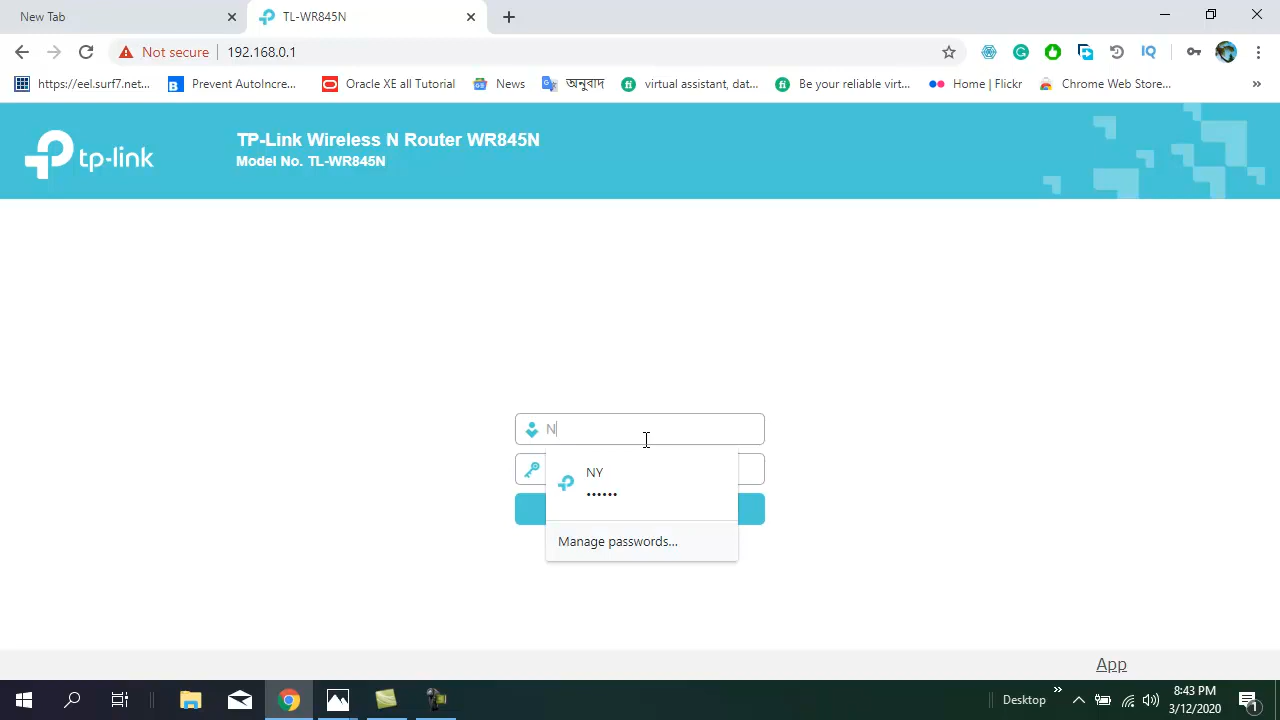 New Tab
TL-WR845N
Not secure
192.168.0.1
IQ
https://eel.surf7.net...
Prevent AutoIncre...
Oracle XE all Tutorial
News
অনুবাদ
virtual assistant, dat...
Be your reliable virt...
Home | Flickr
Chrome Web Store...
»
tp-link
TP-Link Wireless N Router WR845N
Model No. TL-WR845N
N
NY
••••••
Manage passwords...
App
Desktop
»
8:43 PM
3/12/2020
1